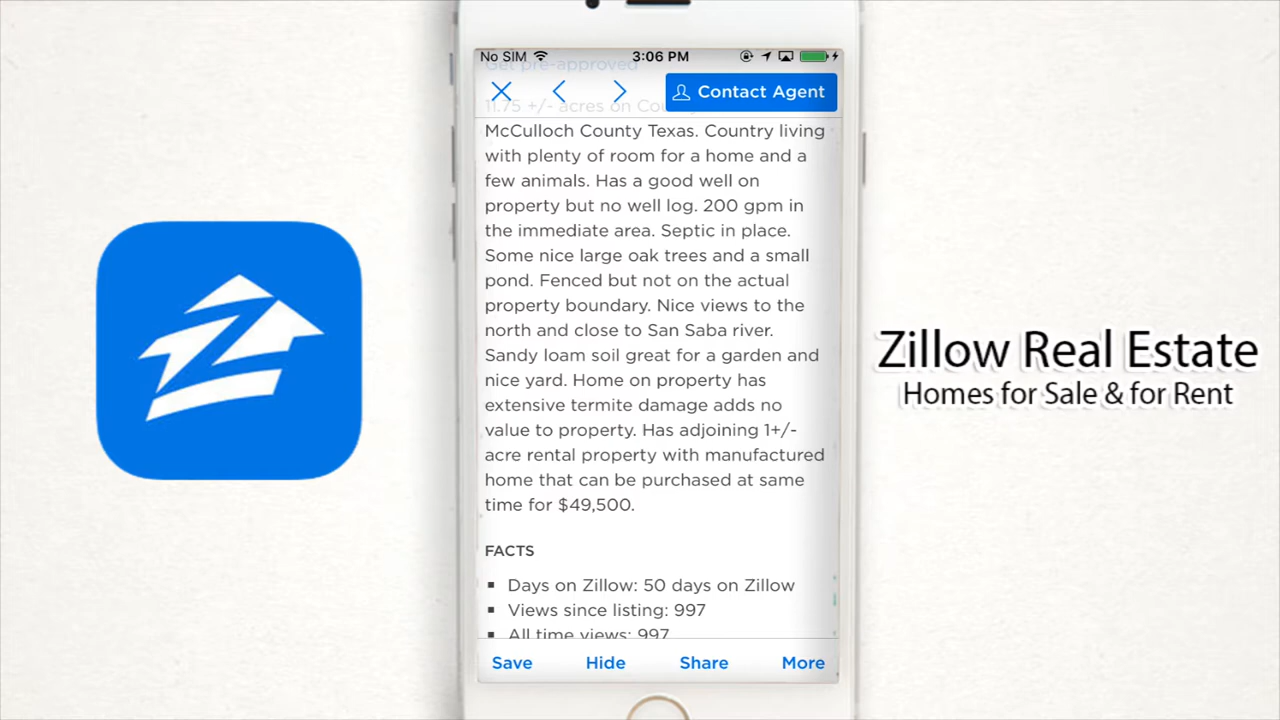 No SIM
3:06 PM
Get pre-approved
Contact Agent
11.75 +/- acres on
McCulloch County Texas. Country living
with plenty of room for a home and a
few animals. Has a good well on
property but no well log. 200 gpm in
the immediate area. Septic in place.
Some nice large oak trees and a small
pond. Fenced but not on the actual
property boundary. Nice views to the
north and close to San Saba river.
Sandy loam soil great for a garden and
nice yard. Home on property has
extensive termite damage adds no
value to property. Has adjoining 1+/-
acre rental property with manufactured
home that can be purchased at same
time for $49,500.
FACTS
▪ Days on Zillow: 50 days on Zillow
▪ Views since listing: 997
▪ All time views: 997
Save Hide Share More
Zillow Real Estate
Homes for Sale & for Rent